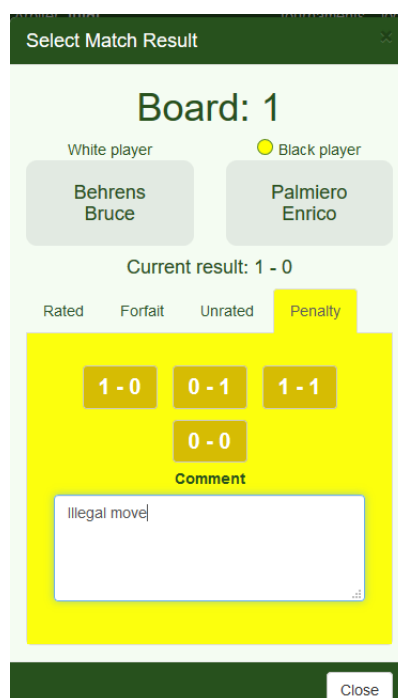 Select Match Result
×
Board: 1
White player
Black player
Behrens
Bruce
Palmiero
Enrico
Current result: 1 - 0
Rated Forfait Unrated Penalty
1 - 0 0 - 1 1 - 1
0 - 0
Comment
Illegal move
Close